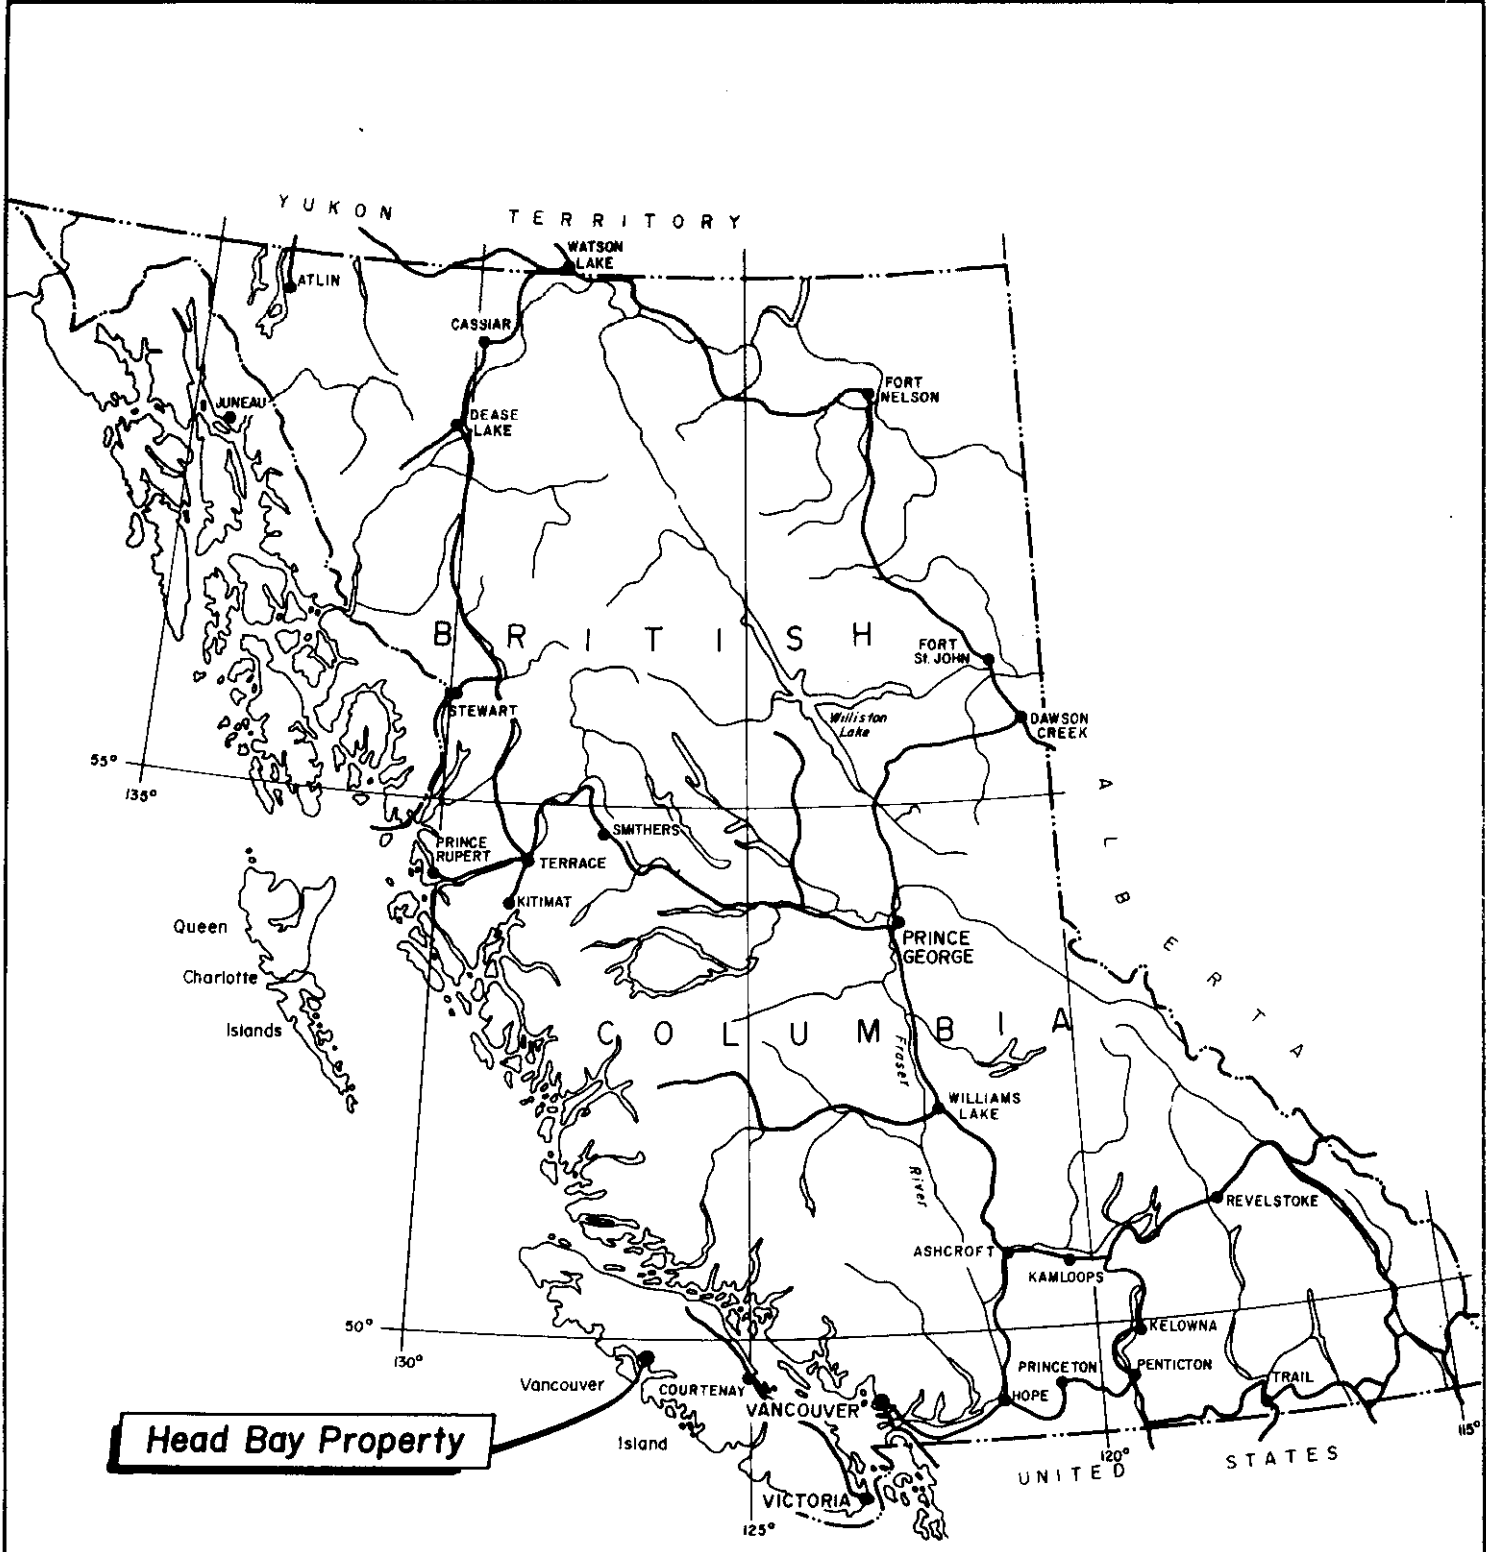 YUKON TERRITORY
WATSON
LAKE
ATLIN
CASSIAR
FORT
NELSON
JUNEAU
DEASE
LAKE
BRITISH
FORT
St. JOHN
STEWART
Williston
Lake
DAWSON
CREEK
55°
135°
ALBERTA
PRINCE
RUPERT
SMITHERS
TERRACE
KITIMAT
Queen
Charlotte
Islands
PRINCE
GEORGE
COLUMBIA
Fraser
River
WILLIAMS
LAKE
REVELSTOKE
ASHCROFT
KAMLOOPS
50°
130°
KELOWNA
PRINCETON
PENTICTON
Vancouver
Island
COURTENAY
VANCOUVER
HOPE
TRAIL
Head Bay Property
VICTORIA
125°
120°
115°
UNITED STATES